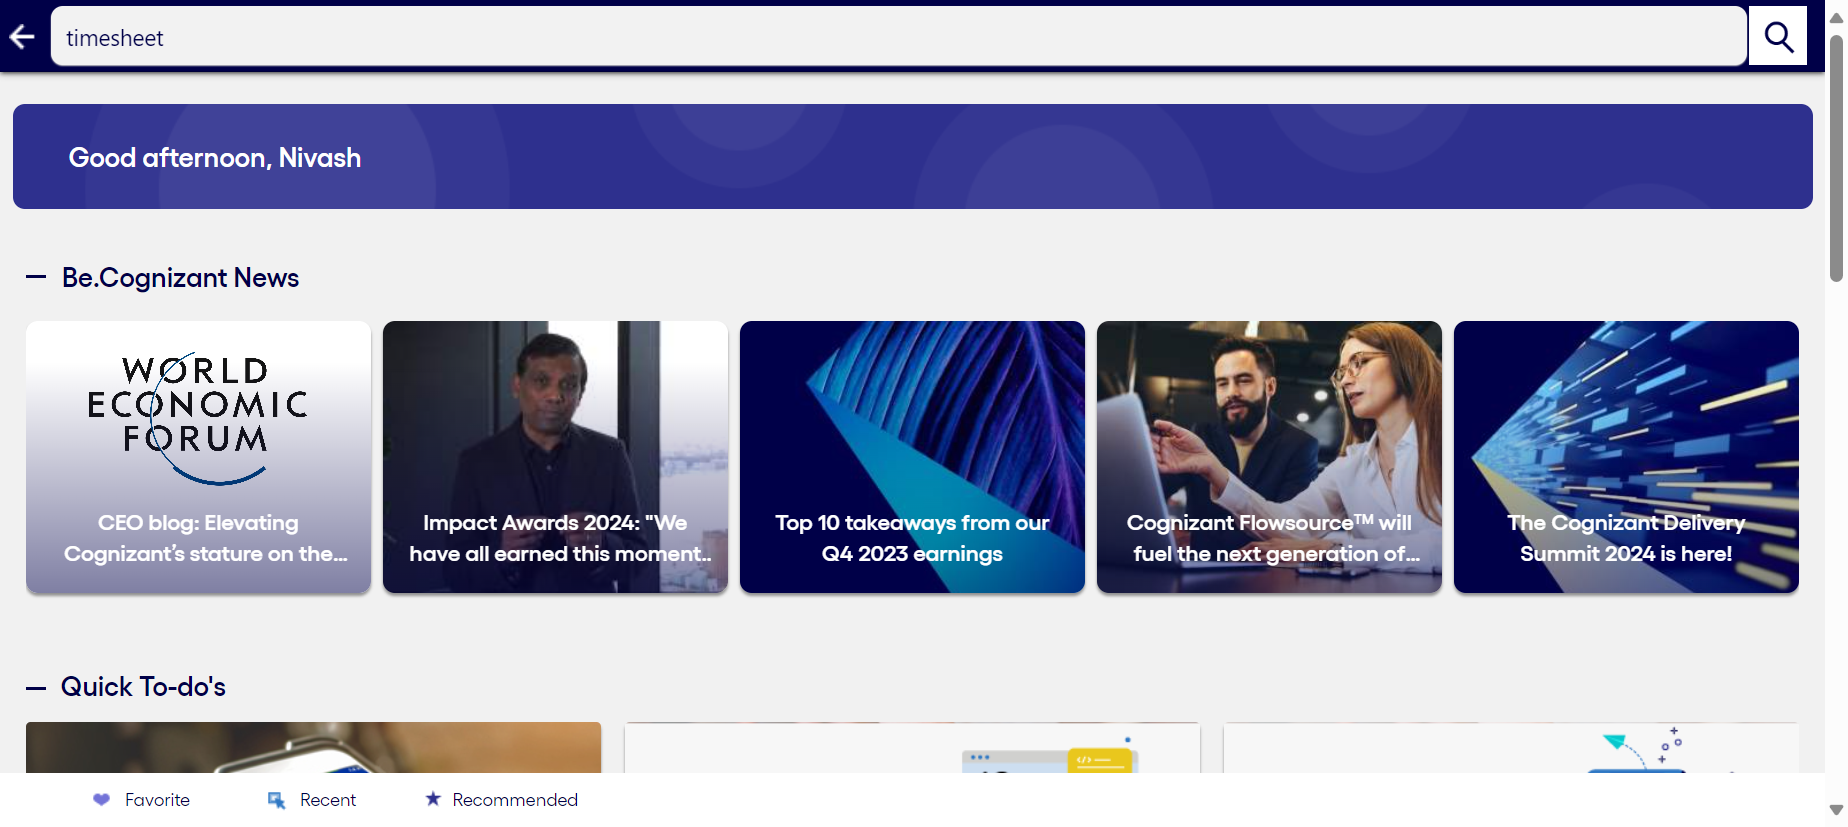 timesheet
Good afternoon, Nivash
Be.Cognizant News
WORLD
ECONOMIC
FORUM
CEO blog: Elevating
Cognizant's stature on the...
Impact Awards 2024: "We
have all earned this moment...
Top 10 takeaways from our
Q4 2023 earnings
Cognizant Flowsource™ will
fuel the next generation of...
The Cognizant Delivery
Summit 2024 is here!
Quick To-do's
Favorite
Recent
Recommended